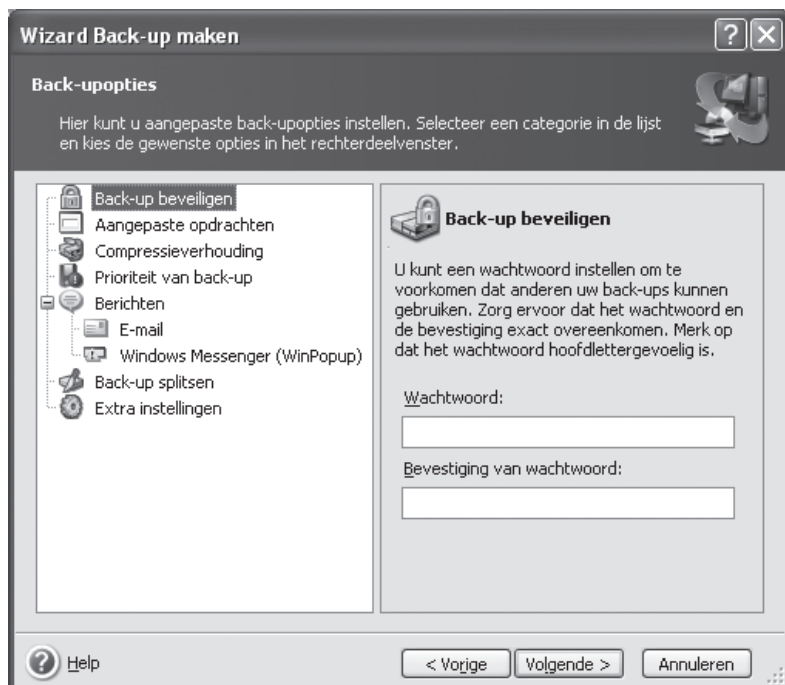 Wizard Back-up maken
Back-upopties
Hier kunt u aangepaste back-upopties instellen. Selecteer een categorie in de lijst
en kies de gewenste opties in het rechterdeelvenster.
Back-up beveiligen
Aangepaste opdrachten
Compressieverhouding
Prioriteit van back-up
Berichten
E-mail
Windows Messenger (WinPopup)
Back-up splitsen
Extra instellingen
Back-up beveiligen
U kunt een wachtwoord instellen om te
voorkomen dat anderen uw back-ups kunnen
gebruiken. Zorg ervoor dat het wachtwoord en
de bevestiging exact overeenkomen. Merk op
dat het wachtwoord hoofdlettergevoelig is.
Wachtwoord:
Bevestiging van wachtwoord:
Help
< Vorige
Volgende >
Annuleren